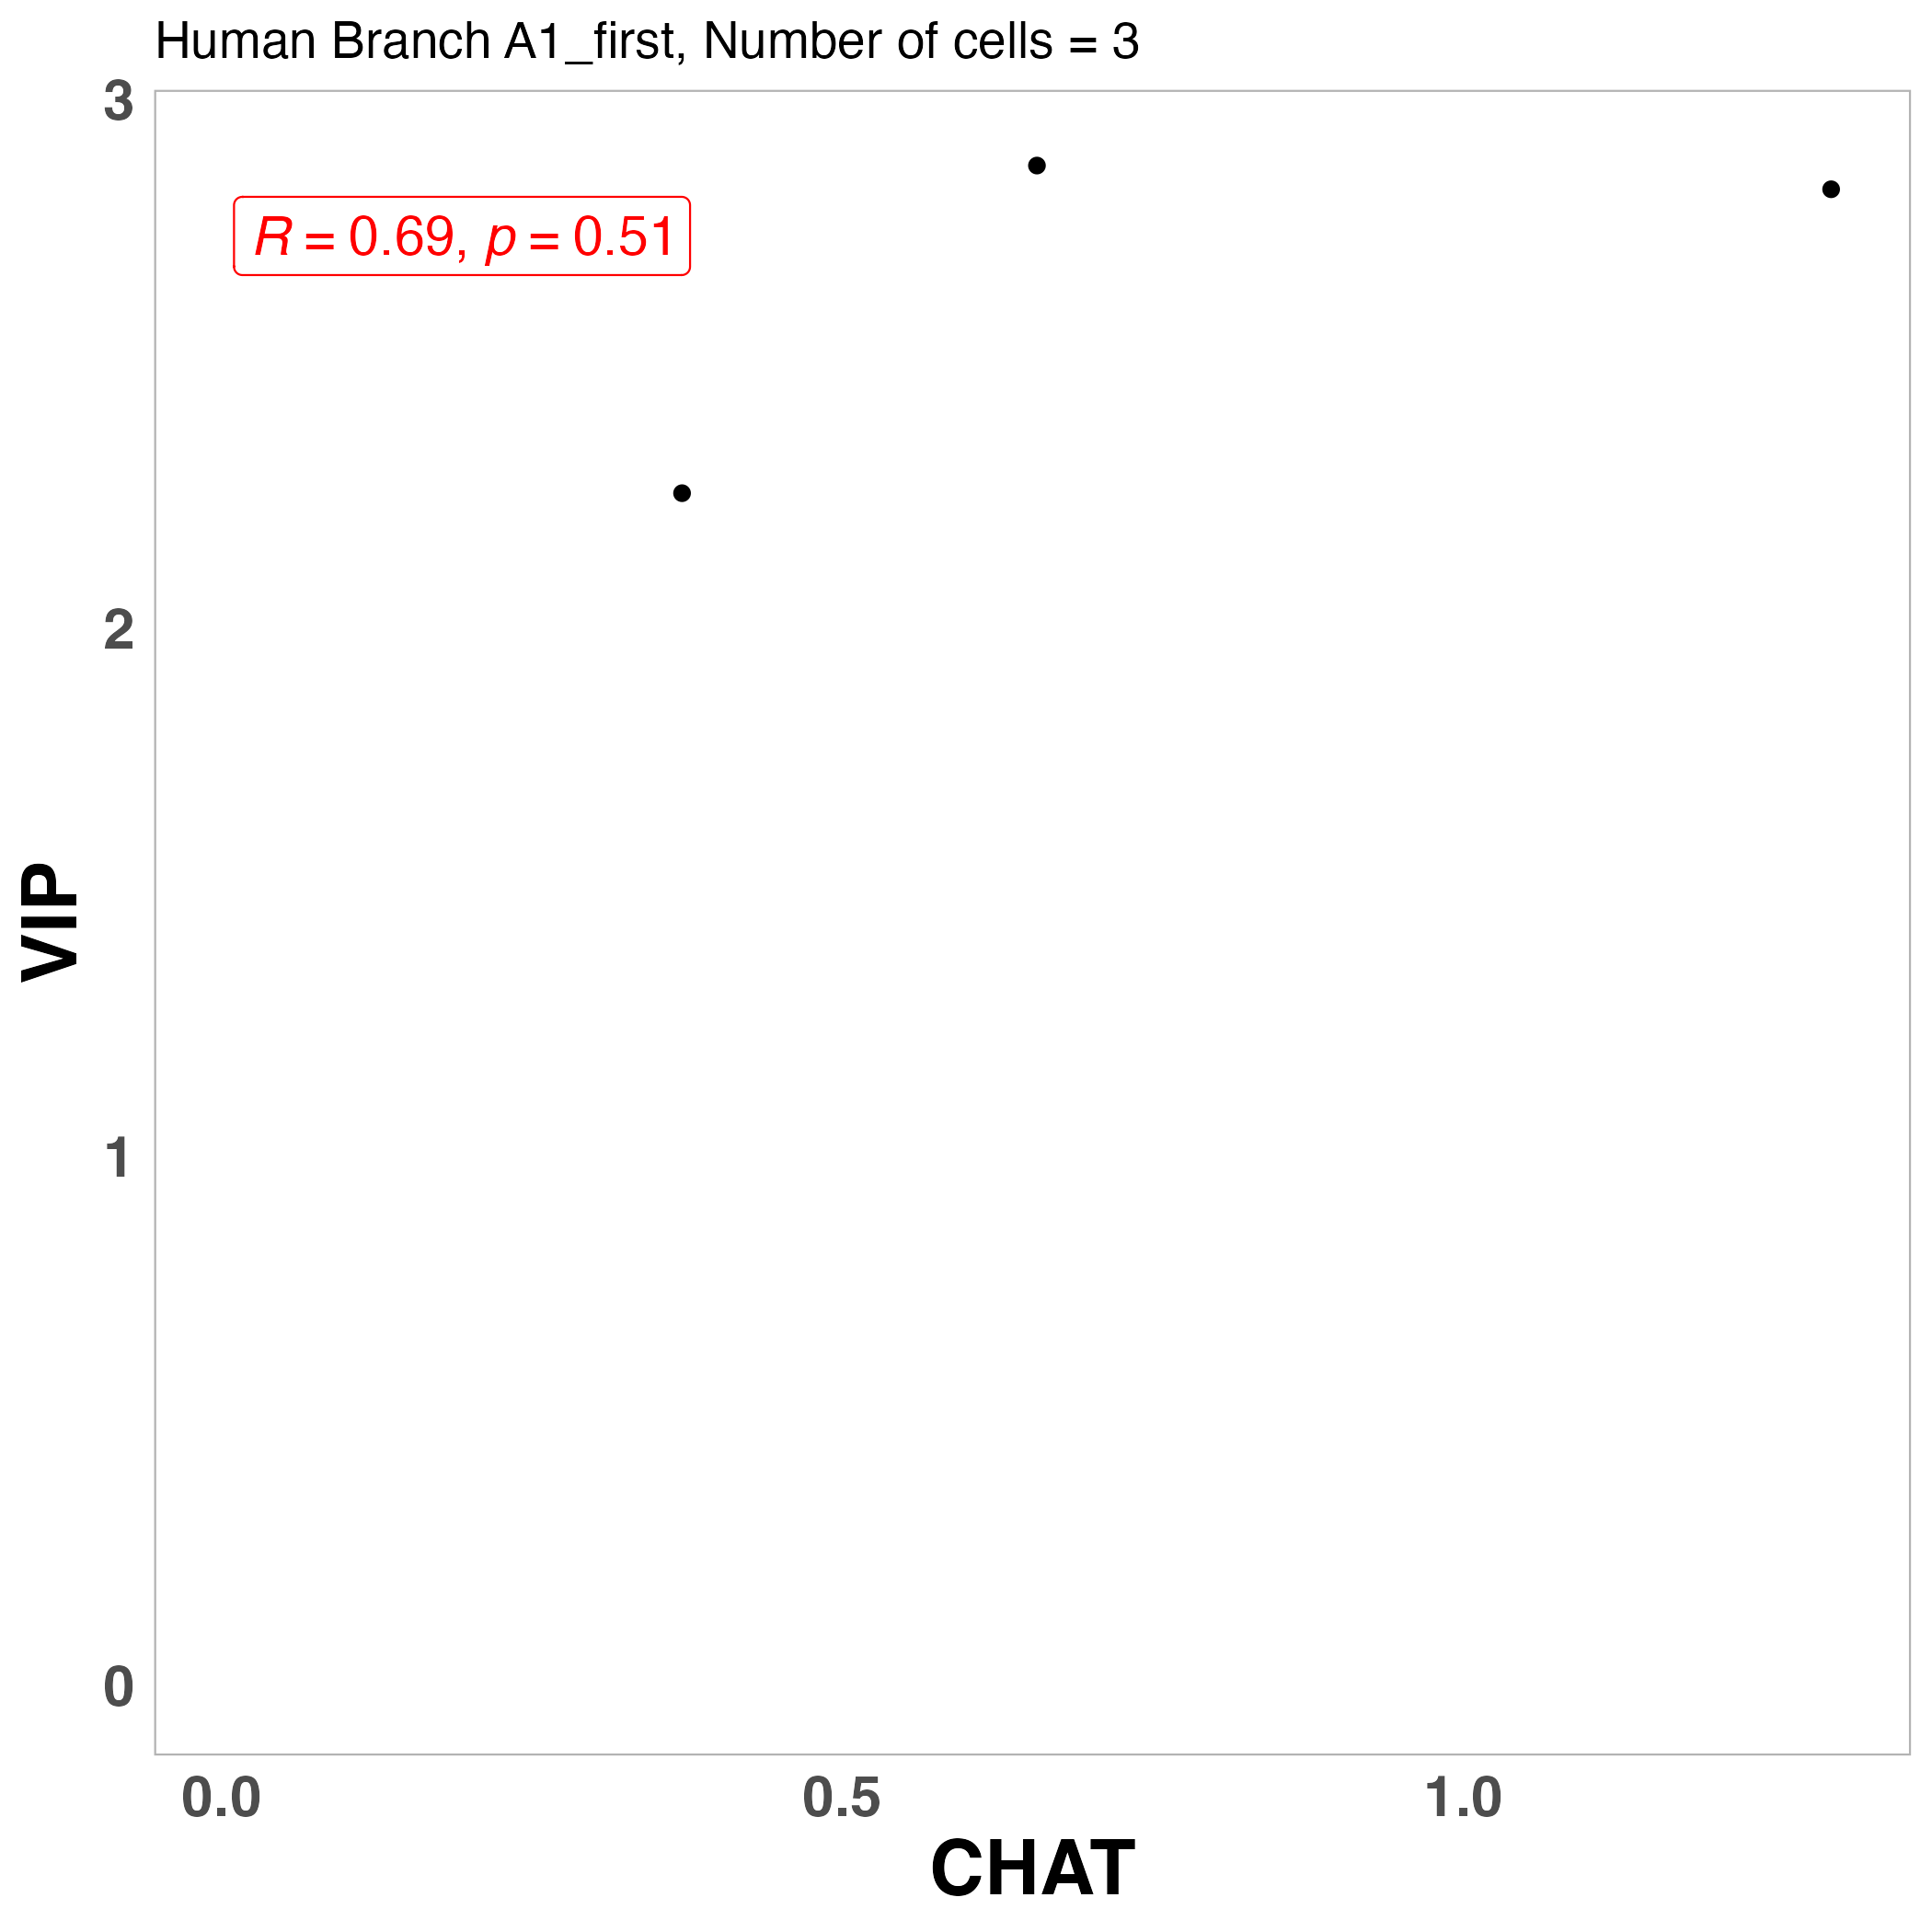 Human Branch A1_first, Number of cells = 3
3
R = 0.69, p = 0.51
2
VIP
1
0
0.0 0.5 1.0
CHAT